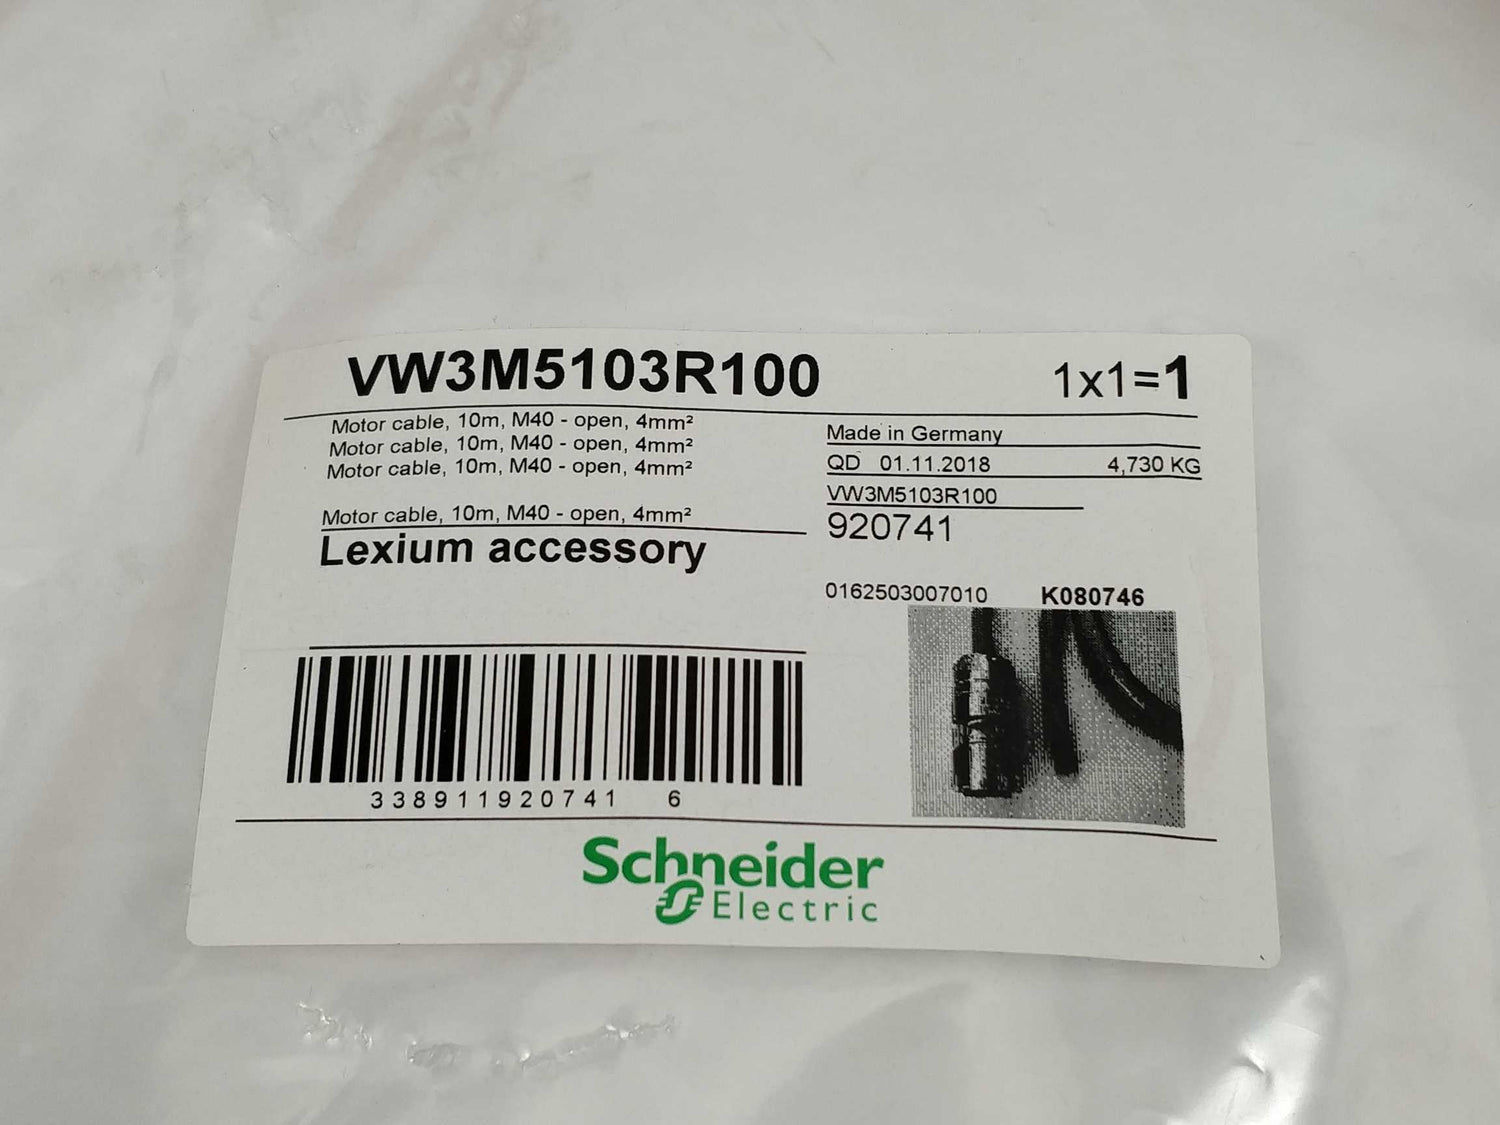 VW3M5103R100
1x1=1
Motor cable, 10m, M40 - open, 4mm²
Motor cable, 10m, M40 - open, 4mm²
Motor cable, 10m, M40 - open, 4mm²
Motor cable, 10m, M40 - open, 4mm²
Lexium accessory
Made in Germany
QD 01.11.2018 4,730 KG
VW3M5103R100
920741
0162503007010 K080746
338911920741 6
Schneider
Electric